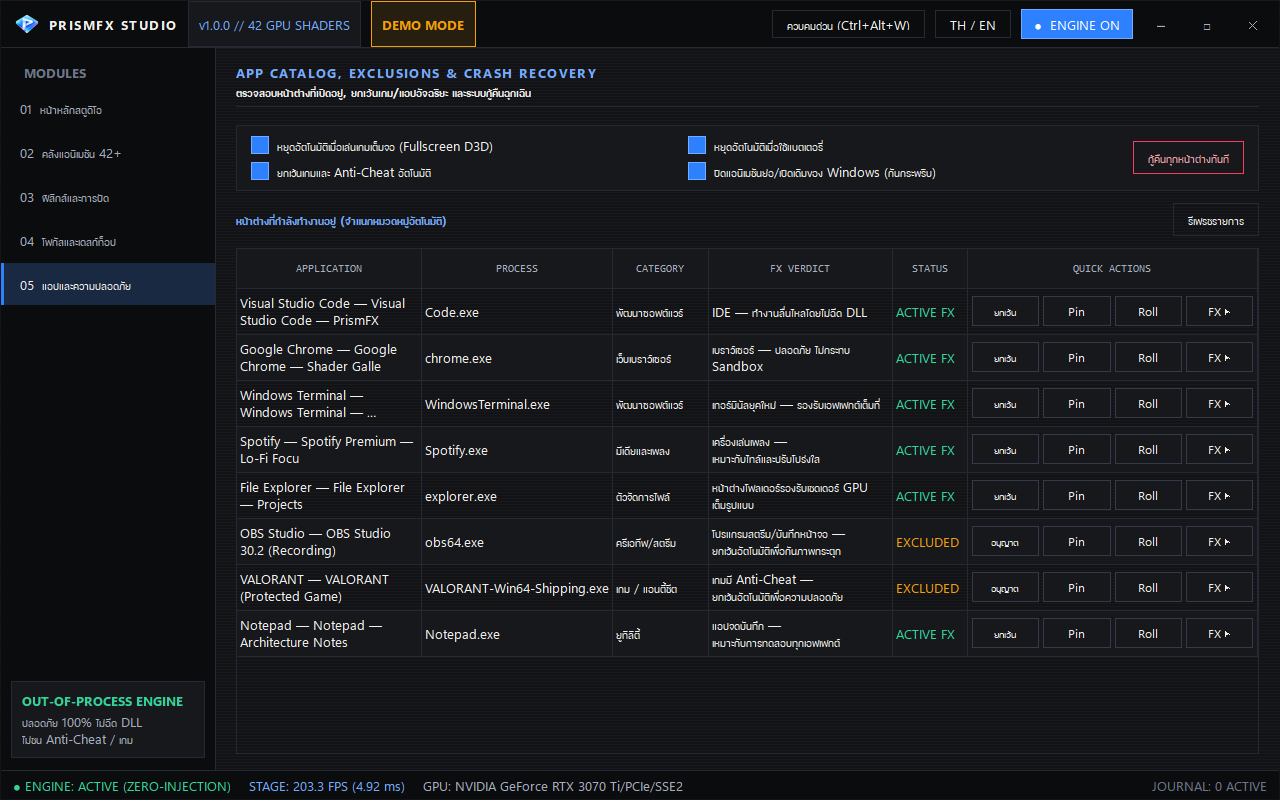 PRISMFX STUDIO
v1.0.0 // 42 GPU SHADERS
DEMO MODE
ควบคุมด่วน (Ctrl+Alt+W)
TH / EN
● ENGINE ON
MODULES
01 หน้าหลักสตูดิโอ
02 คลังแอนิเมชัน 42+
03 ฟิสิกส์และการปัด
04 โฟกัสและเดสก์ท็อป
05 แอปและความปลอดภัย
OUT-OF-PROCESS ENGINE
ปลอดภัย 100% ไม่ฉีด DLL
ไม่ชน Anti-Cheat / เกม
APP CATALOG, EXCLUSIONS & CRASH RECOVERY
ตรวจสอบหน้าต่างที่เปิดอยู่, ยกเว้นเกม/แอปอัจฉริยะ และระบบกู้คืนฉุกเฉิน
หยุดอัตโนมัติเมื่อเล่นเกมเต็มจอ (Fullscreen D3D)
หยุดอัตโนมัติเมื่อใช้แบตเตอรี่
ยกเว้นเกมและ Anti-Cheat อัตโนมัติ
ปิดแอนิเมชันย่อ/เปิดเดิมของ Windows (กันกระพริบ)
กู้คืนทุกหน้าต่างทันที
หน้าต่างที่กำลังทำงานอยู่ (จำแนกหมวดหมู่อัตโนมัติ)
รีเฟรชรายการ
APPLICATION PROCESS CATEGORY FX VERDICT STATUS QUICK ACTIONS
Visual Studio Code — Visual
Studio Code — PrismFX
Code.exe
พัฒนาซอฟต์แวร์
IDE — ทำงานลื่นไหลโดยไม่ฉีด DLL
ACTIVE FX
ยกเว้น Pin Roll FX ▸
Google Chrome — Google
Chrome — Shader Galle
chrome.exe
เว็บเบราว์เซอร์
เบราว์เซอร์ — ปลอดภัย ไม่กระทบ
Sandbox
ACTIVE FX
ยกเว้น Pin Roll FX ▸
Windows Terminal —
Windows Terminal — ...
WindowsTerminal.exe
พัฒนาซอฟต์แวร์
เทอร์มินัลยุคใหม่ — รองรับเอฟเฟกต์เต็มที่
ACTIVE FX
ยกเว้น Pin Roll FX ▸
Spotify — Spotify Premium —
Lo-Fi Focu
Spotify.exe
มีเดียและเพลง
เครื่องเล่นเพลง —
เหมาะกับไกล์และปรับโปร่งใส
ACTIVE FX
ยกเว้น Pin Roll FX ▸
File Explorer — File Explorer
— Projects
explorer.exe
ตัวจัดการไฟล์
หน้าต่างโฟลเดอร์รองรับเชดเดอร์ GPU
เต็มรูปแบบ
ACTIVE FX
ยกเว้น Pin Roll FX ▸
OBS Studio — OBS Studio
30.2 (Recording)
obs64.exe
ครีเอทีฟ/สตรีม
โปรแกรมสตรีม/บันทึกหน้าจอ —
ยกเว้นอัตโนมัติเพื่อกันภาพกระตุก
EXCLUDED
อนุญาต Pin Roll FX ▸
VALORANT — VALORANT
(Protected Game)
VALORANT-Win64-Shipping.exe
เกม / แอนตี้ชีต
เกมมี Anti-Cheat —
ยกเว้นอัตโนมัติเพื่อความปลอดภัย
EXCLUDED
อนุญาต Pin Roll FX ▸
Notepad — Notepad —
Architecture Notes
Notepad.exe
ยูทิลิตี้
แอปจดบันทึก —
เหมาะกับการทดสอบทุกเอฟเฟกต์
ACTIVE FX
ยกเว้น Pin Roll FX ▸
● ENGINE: ACTIVE (ZERO-INJECTION)
STAGE: 203.3 FPS (4.92 ms)
GPU: NVIDIA GeForce RTX 3070 Ti/PCIe/SSE2
JOURNAL: 0 ACTIVE